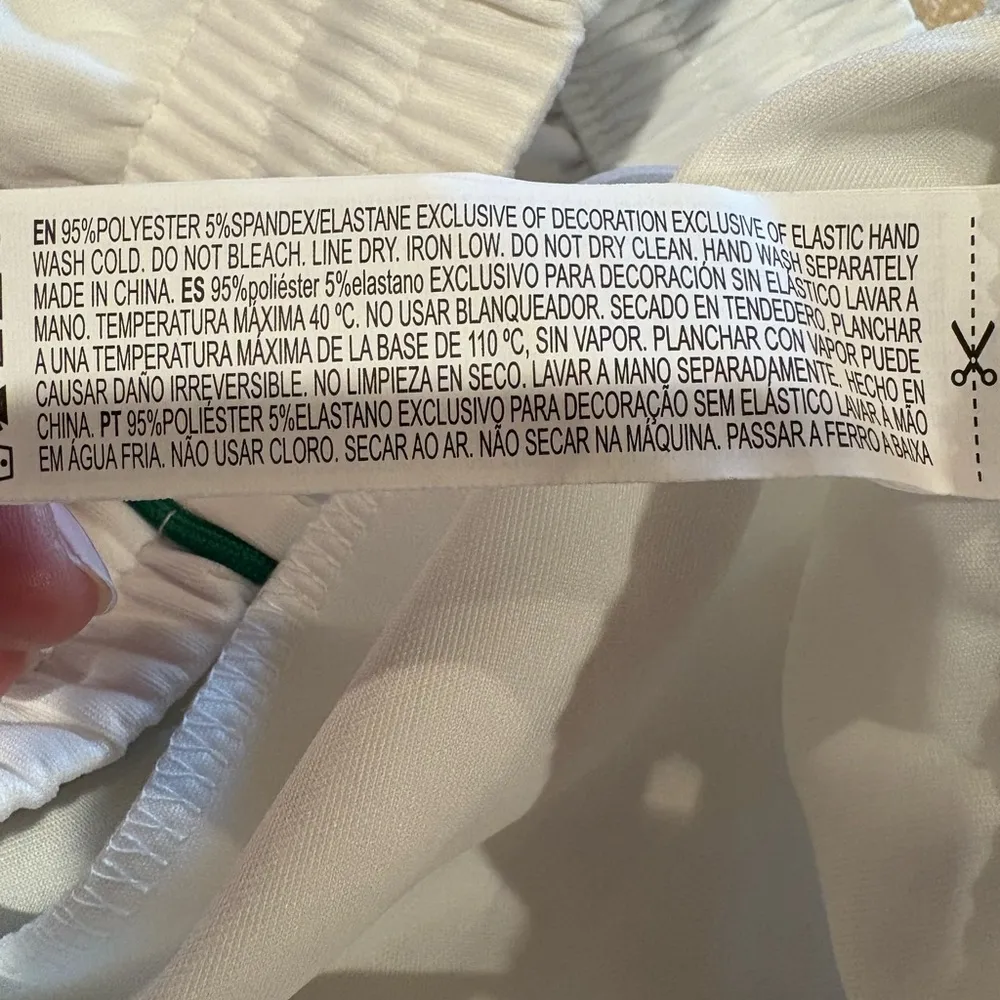 EN 95%POLYESTER 5%SPANDEX/ELASTANE EXCLUSIVE OF DECORATION EXCLUSIVE OF ELASTIC HAND
WASH COLD. DO NOT BLEACH. LINE DRY. IRON LOW. DO NOT DRY CLEAN. HAND WASH SEPARATELY
MADE IN CHINA. ES 95%poliéster 5%elastano EXCLUSIVO PARA DECORACIÓN SIN ELÁSTICO LAVAR A
MANO. TEMPERATURA MÁXIMA 40 ºC. NO USAR BLANQUEADOR. SECADO EN TENDEDERO. PLANCHAR
A UNA TEMPERATURA MÁXIMA DE LA BASE DE 110 ºC, SIN VAPOR. PLANCHAR CON VAPOR PUEDE
CAUSAR DAÑO IRREVERSIBLE. NO LIMPIEZA EN SECO. LAVAR A MANO SEPARADAMENTE. HECHO EN
CHINA. PT 95%POLIÉSTER 5%ELASTANO EXCLUSIVO PARA DECORAÇÃO SEM ELÁSTICO LAVAR A MÃO
EM ÁGUA FRIA. NÃO USAR CLORO. SECAR AO AR. NÃO SECAR NA MÁQUINA. PASSAR A FERRO A BAIXA